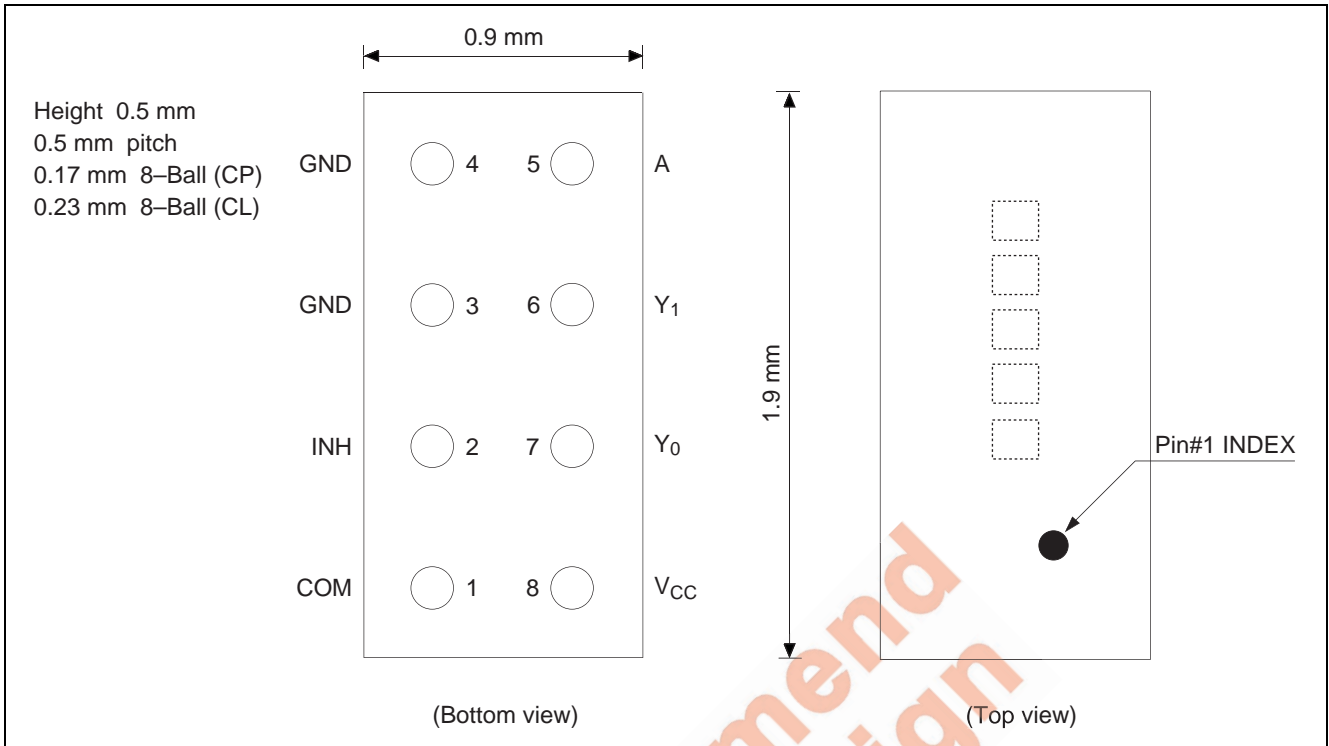 0.9 mm
Height 0.5 mm
0.5 mm pitch
0.17 mm 8–Ball (CP)
0.23 mm 8–Ball (CL)
GND 4 5 A
GND 3 6 Y1
INH 2 7 Y0
COM 1 8 VCC
1.9 mm
Pin#1 INDEX
(Bottom view)
(Top view)
mend
sign